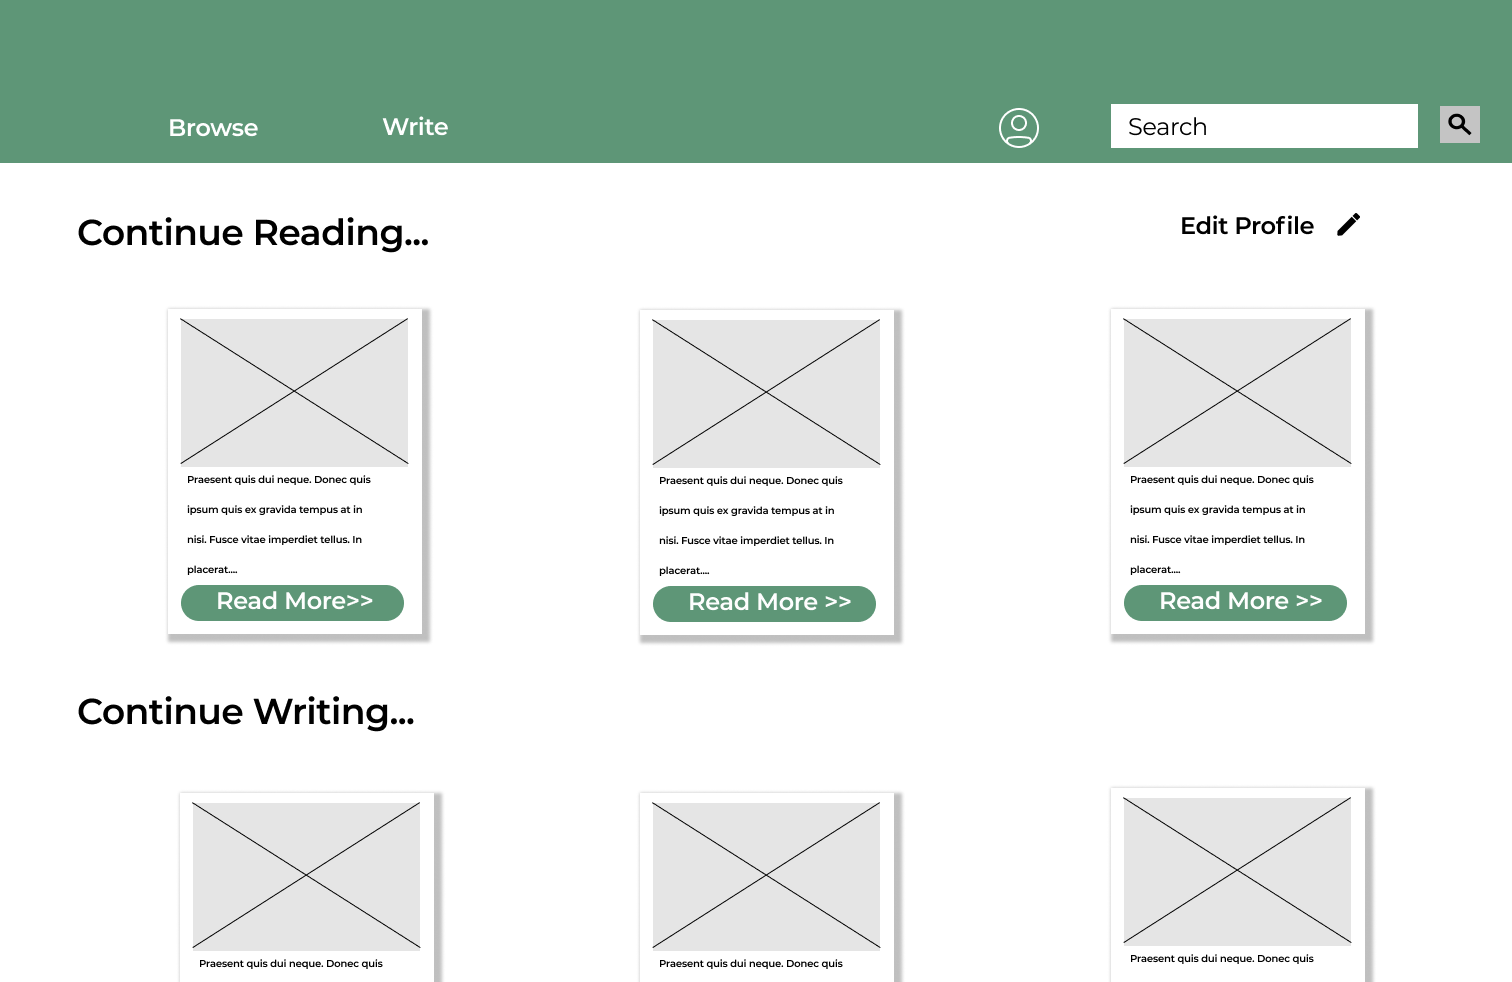 Browse
Write
Search
Continue Reading...
Edit Profile
Praesent quis dui neque. Donec quis
ipsum quis ex gravida tempus at in
nisi. Fusce vitae imperdiet tellus. In
placerat....
Read More>>
Praesent quis dui neque. Donec quis
ipsum quis ex gravida tempus at in
nisi. Fusce vitae imperdiet tellus. In
placerat....
Read More >>
Praesent quis dui neque. Donec quis
ipsum quis ex gravida tempus at in
nisi. Fusce vitae imperdiet tellus. In
placerat....
Read More >>
Continue Writing...
Praesent quis dui neque. Donec quis
Praesent quis dui neque. Donec quis
Praesent quis dui neque. Donec quis